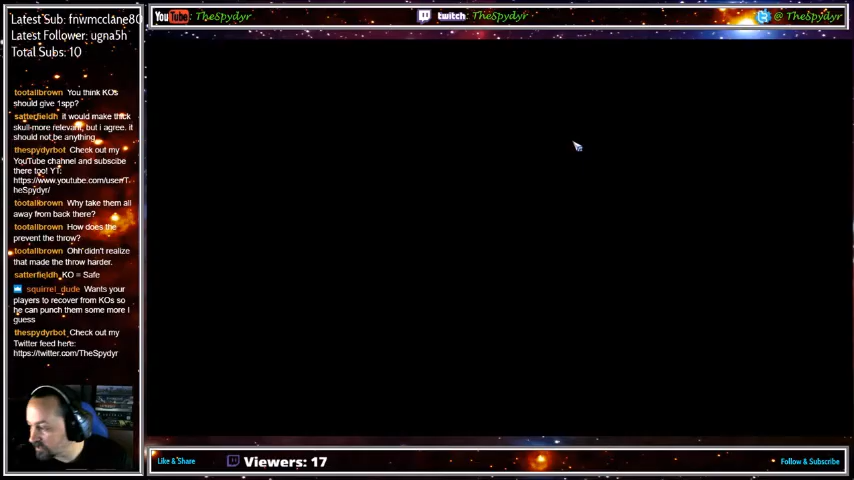 Latest Sub: fnwmcclane80
Latest Follower: ugna5h
Total Subs: 10
YouTube: TheSpydyr
twitch: TheSpydyr
@ TheSpydyr
tootallbrown You think KOs
should give 1spp?
satterfieldh it would make thick
skull-more relevant, but i agree. it
should not be anything
thespydyrbot Check out my
YouTube channel and subscibe
there too! YT:
https://www.youtube.com/user/T
heSpydyr/
tootallbrown Why take them all
away from back there?
tootallbrown How does the
prevent the throw?
tootallbrown Ohh didn't realize
that made the throw harder.
satterfieldh KO = Safe
squirrel_dude Wants your
players to recover from KOs so
he can punch them some more I
guess
thespydyrbot Check out my
Twitter feed here:
https://twitter.com/TheSpydyr
Like & Share
Viewers: 17
Follow & Subscribe